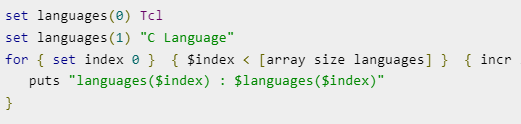 set languages(0) Tcl
set languages(1) "C Language"
for { set index 0 }  { $index < [array size languages] }  { incr
   puts "languages($index) : $languages($index)"
}